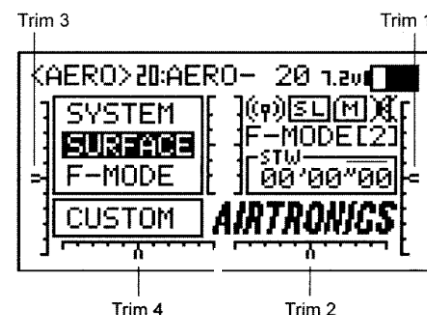 Trim 3 Trim 1
<AERO>20:AERO- 20 7.2v
SYSTEM
SURFACE
F-MODE
CUSTOM
SL M
F-MODE[2]
STW
00'00"00
AIRTRONICS
Trim 4 Trim 2